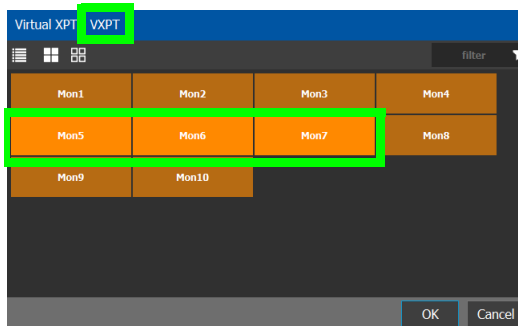 Virtual XPT VXPT
filter
Mon1 Mon2 Mon3 Mon4
Mon5 Mon6 Mon7 Mon8
Mon9 Mon10
OK Cancel